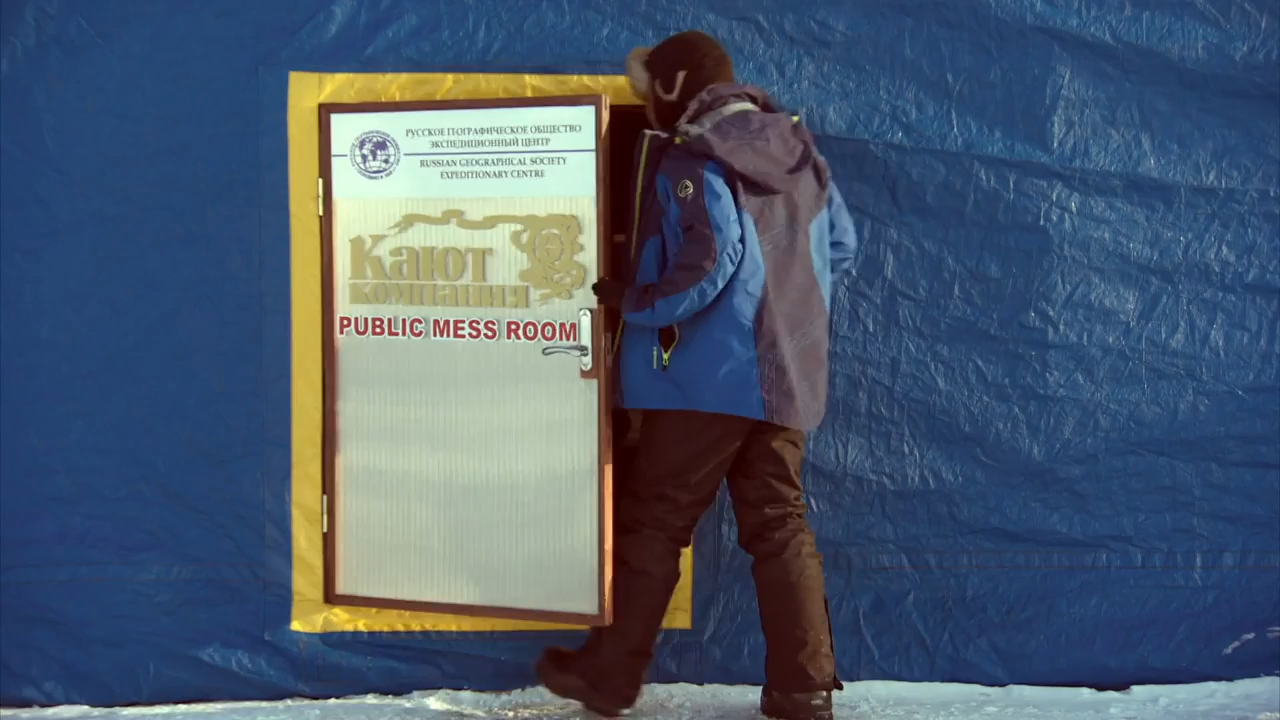 РУССКОЕ ГЕОГРАФИЧЕСКОЕ ОБЩЕСТВО
ЭКСПЕДИЦИОННЫЙ ЦЕНТР
RUSSIAN GEOGRAPHICAL SOCIETY
EXPEDITIONARY CENTRE
Кают
компания
PUBLIC MESS ROOM